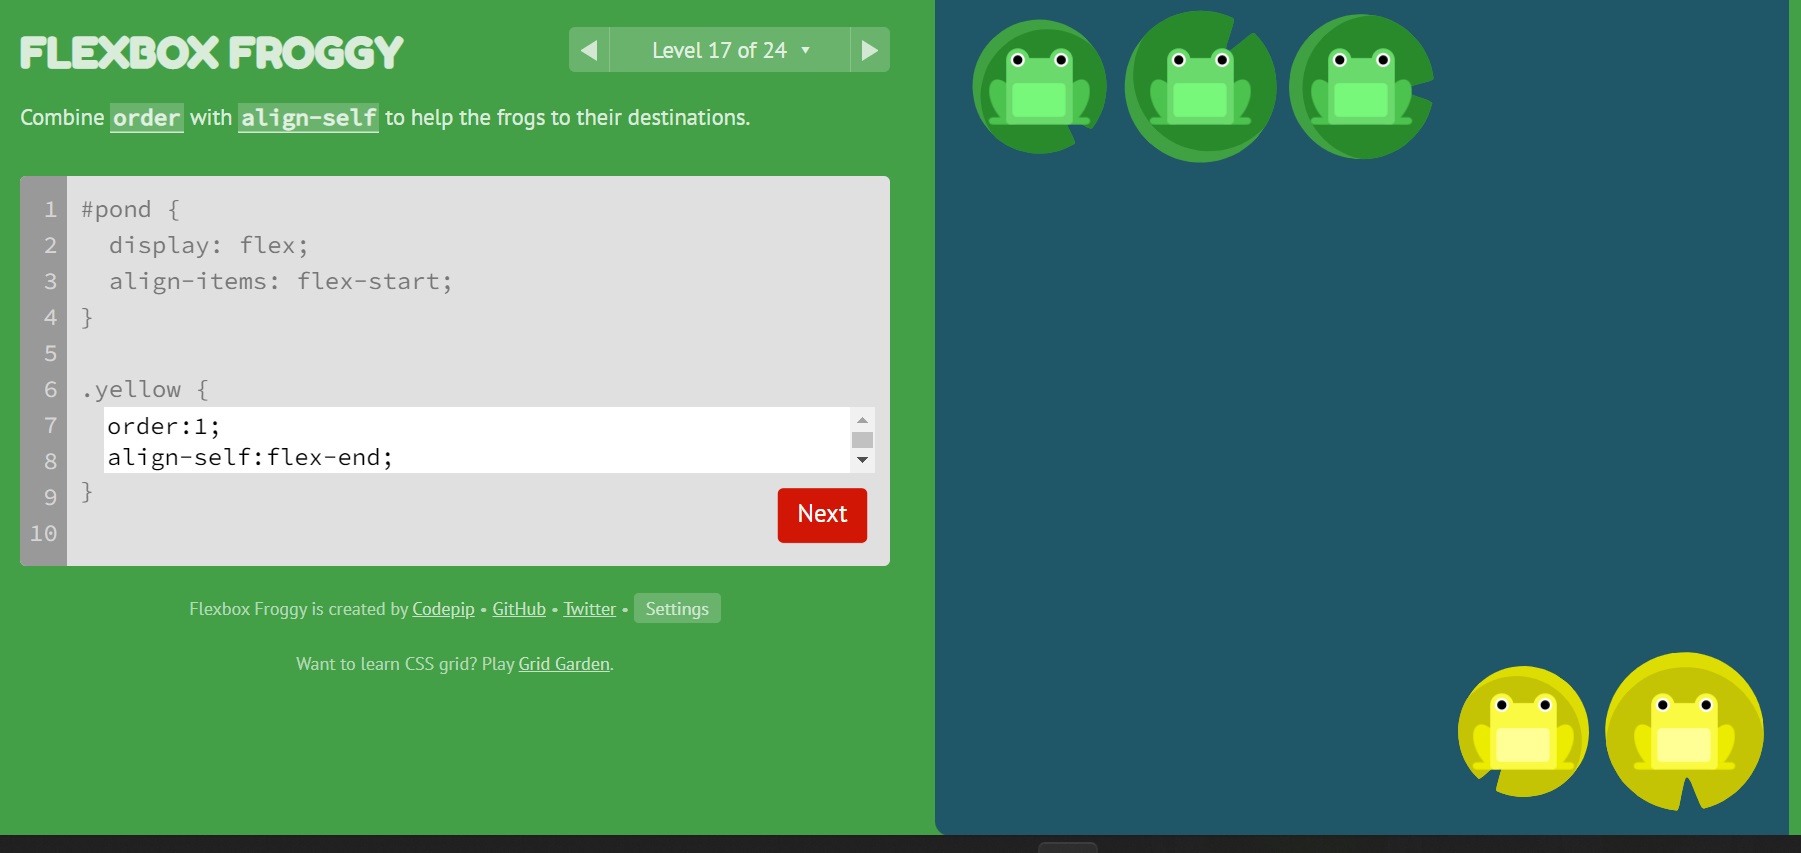 FLEXBOX FROGGY
Level 17 of 24
Combine order with align-self to help the frogs to their destinations.
1 #pond {
2 display: flex;
3 align-items: flex-start;
4 }
5
6 .yellow {
7 order:1;
8 align-self:flex-end;
9 }
10
Next
Flexbox Froggy is created by Codepip • GitHub • Twitter • Settings
Want to learn CSS grid? Play Grid Garden.